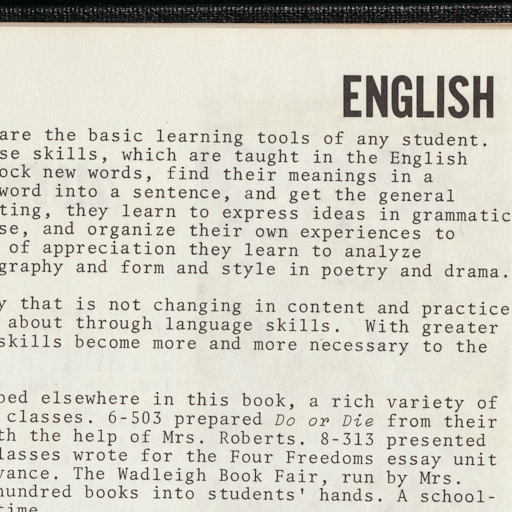 ENGLISH
are the basic learning tools of any student.
se skills, which are taught in the English
ock new words, find their meanings in a
word into a sentence, and get the general
ting, they learn to express ideas in grammatic
se, and organize their own experiences to
of appreciation they learn to analyze
graphy and form and style in poetry and drama.
y that is not changing in content and practice
about through language skills. With greater
skills become more and more necessary to the
bed elsewhere in this book, a rich variety of
classes. 6-503 prepared Do or Die from their
th the help of Mrs. Roberts. 8-313 presented
lasses wrote for the Four Freedoms essay unit
vance. The Wadleigh Book Fair, run by Mrs.
hundred books into students' hands. A school-
time